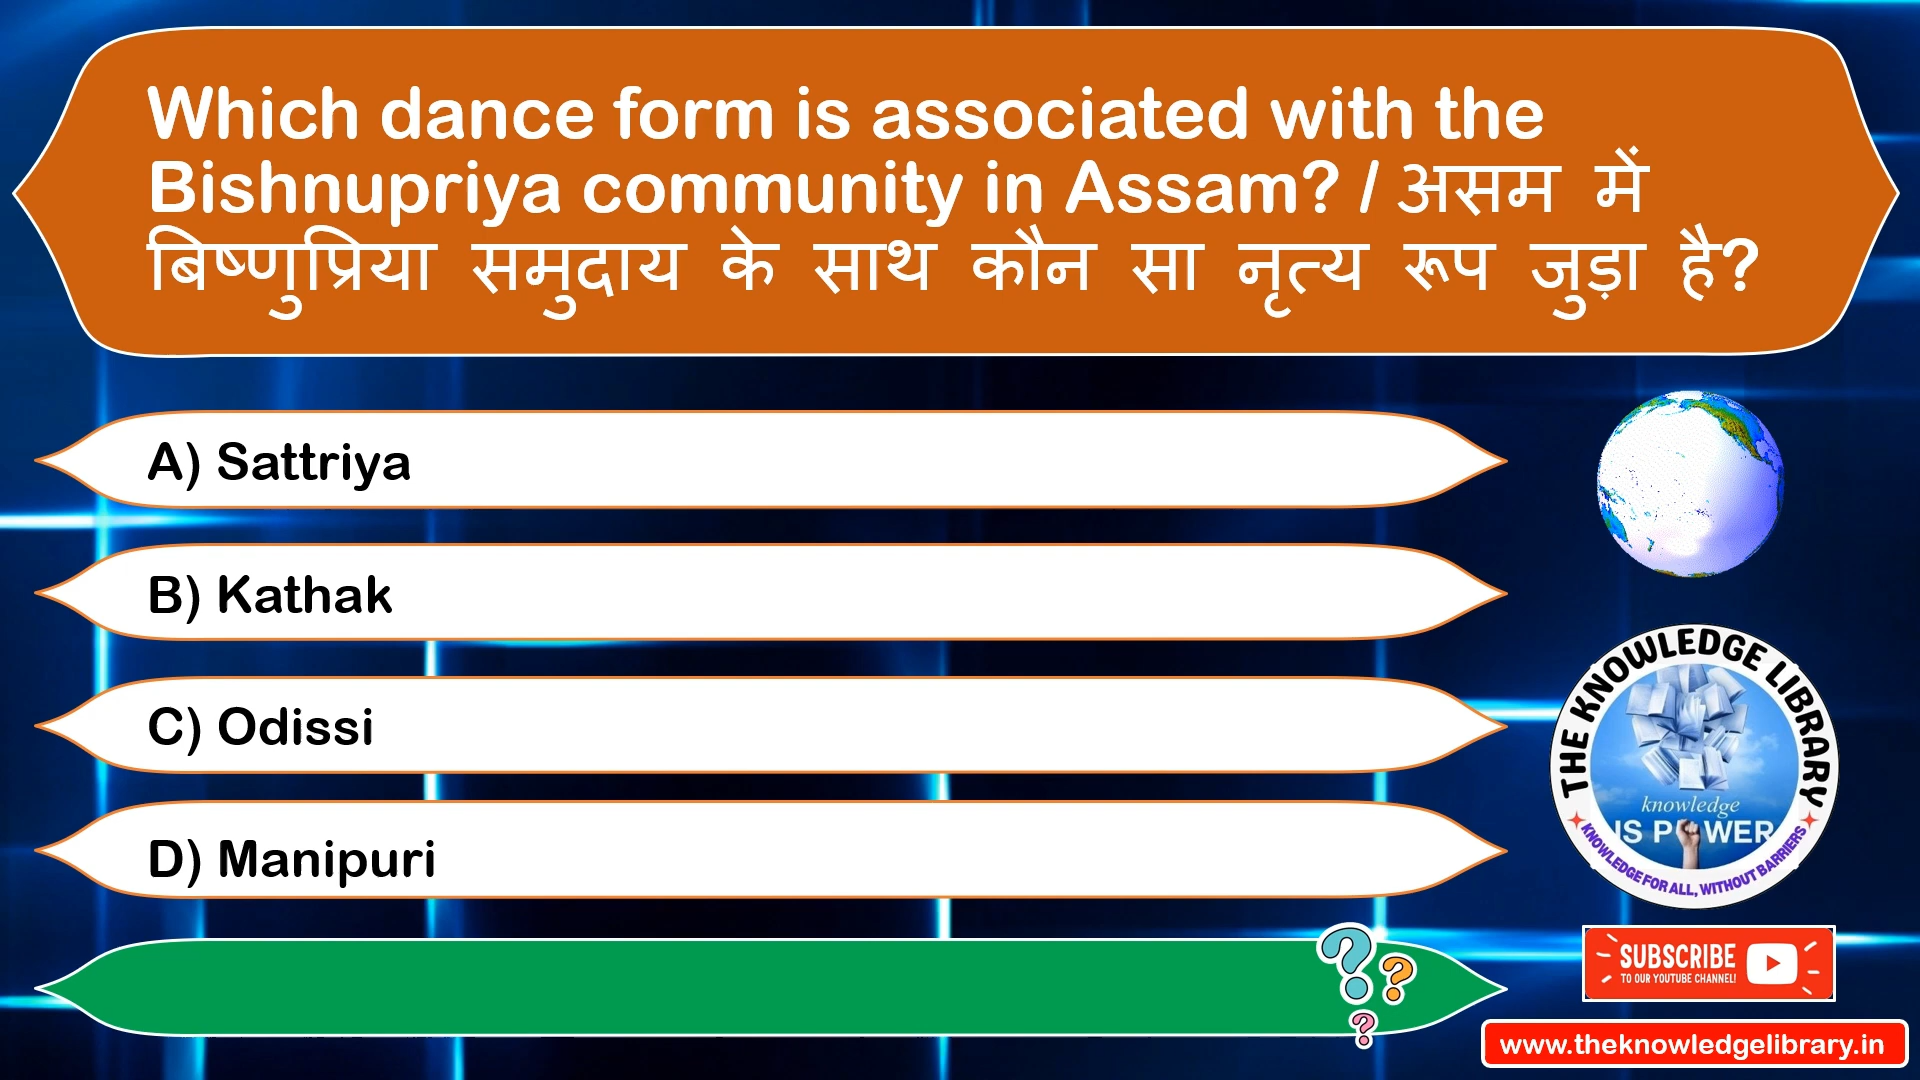 Which dance form is associated with the
Bishnupriya community in Assam? / असम में
बिष्णुप्रिया समुदाय के साथ कौन सा नृत्य रूप जुड़ा है?
A) Sattriya
B) Kathak
C) Odissi
D) Manipuri
THE KNOWLEDGE LIBRARY
knowledge
IS POWER
KNOWLEDGE FOR ALL, WITHOUT BARRIERS
SUBSCRIBE
TO OUR YOUTUBE CHANNEL!
www.theknowledgelibrary.in